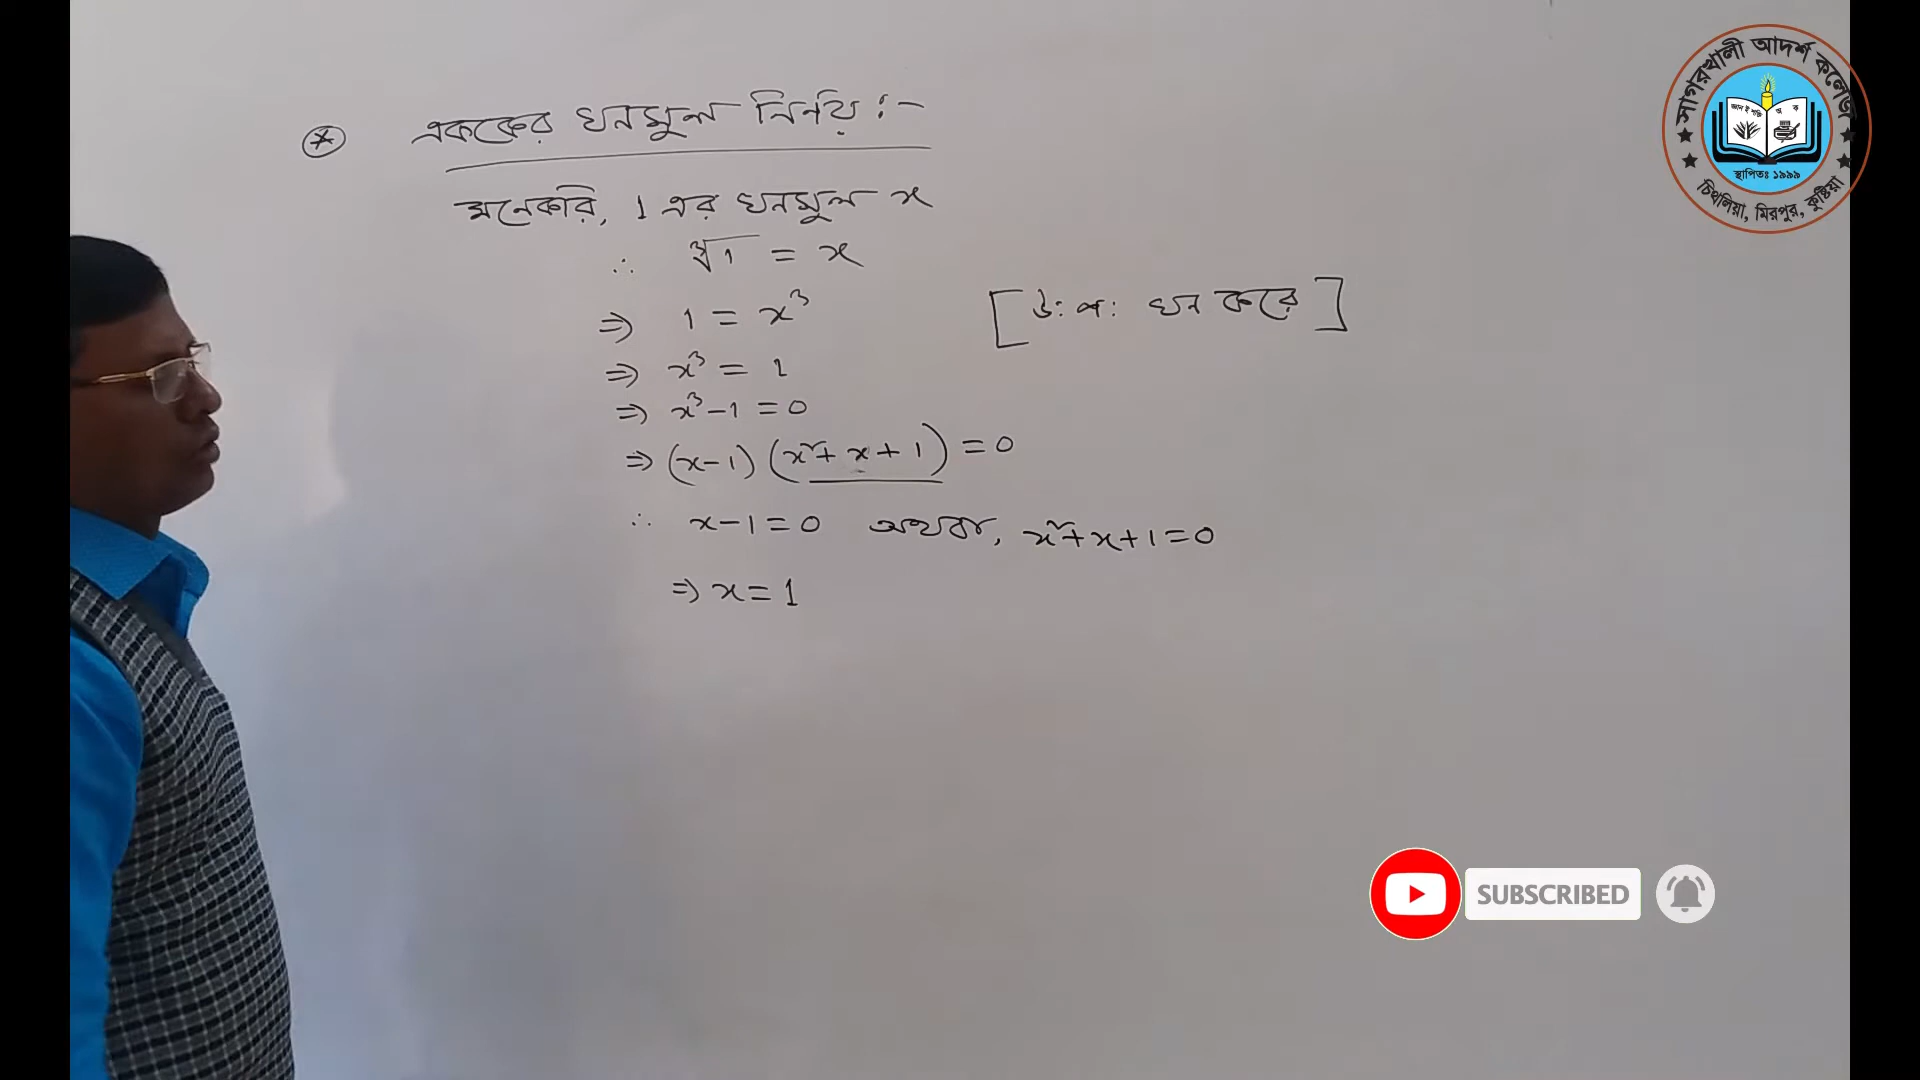 * এককের ঘনমূল নির্ণয় :-
মনেকরি, 1 এর ঘনমূল x
∴ ∛1 = x
⇒ 1 = x³ [উঃ পঃ ঘন করে]
⇒ x³ = 1
⇒ x³-1 = 0
⇒ (x-1) (x²+x+1) = 0
∴ x-1=0 অথবা, x²+x+1=0
⇒ x=1
সাগরখালী আদর্শ কলেজ
স্থাপিতঃ ১৯৯৯
চিথলিয়া, মিরপুর, কুষ্টিয়া
SUBSCRIBED